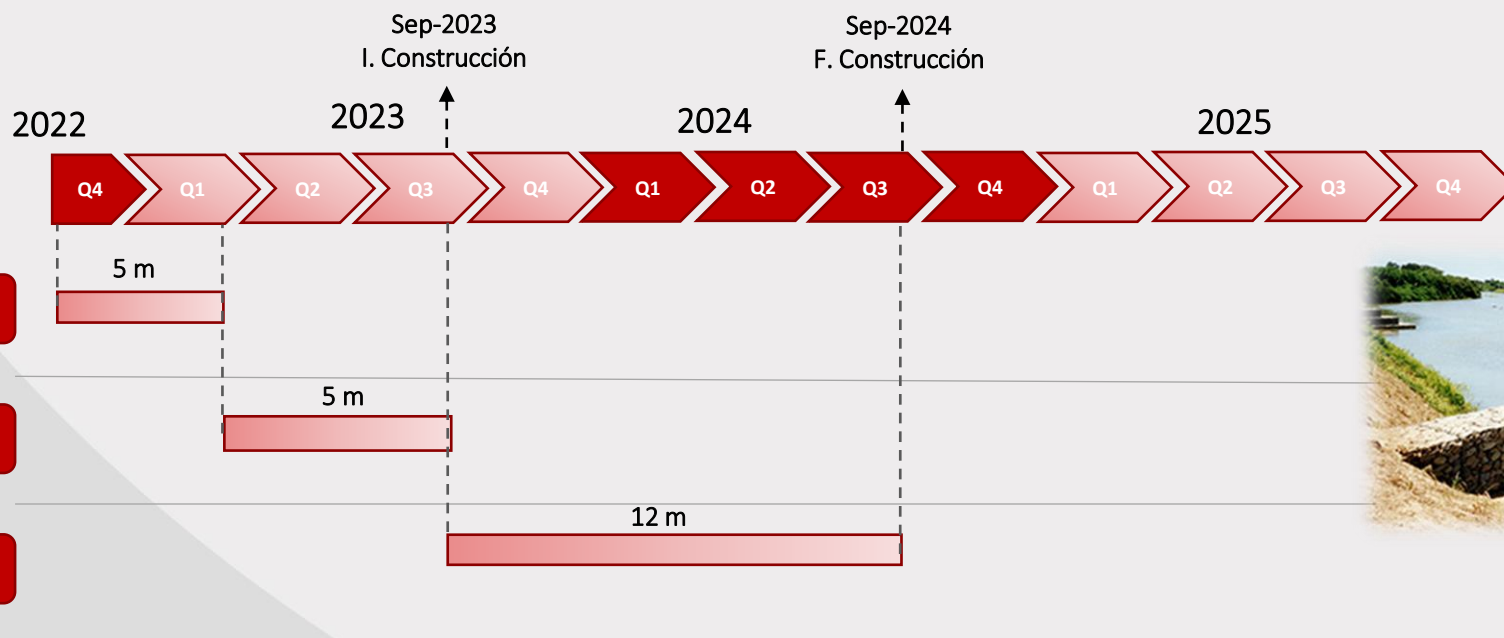 Sep-2023
I. Construcción
Sep-2024
F. Construcción
2022
2023
2024
2025
Q4
Q1
Q2
Q3
Q4
Q1
Q2
Q3
Q4
Q1
Q2
Q3
Q4
5 m
5 m
12 m